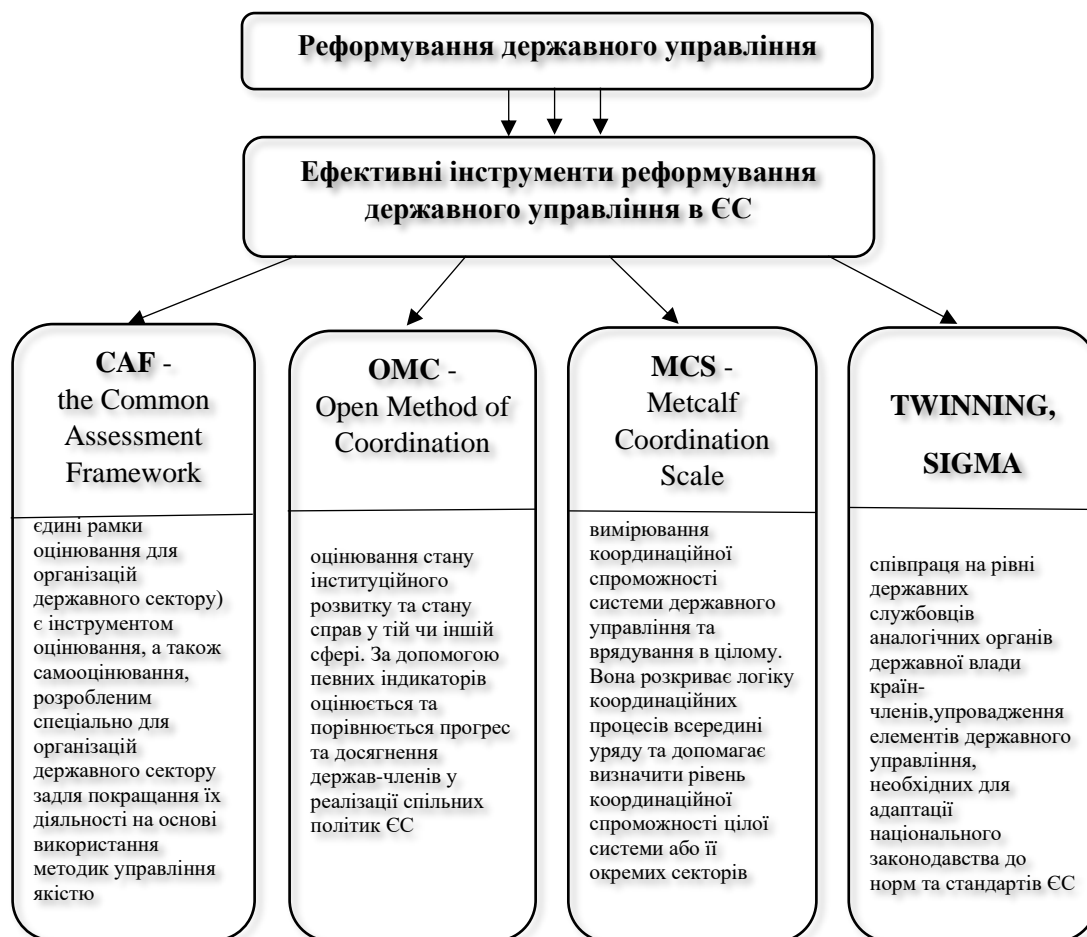 Реформування державного управління
Ефективні інструменти реформування
державного управління в ЄС
CAF -
the Common
Assessment
Framework
єдині рамки
оцінювання для
організацій
державного сектору)
є інструментом
оцінювання, а також
самооцінювання,
розробленим
спеціально для
організацій
державного сектору
задля покращання їх
діяльності на основі
використання
методик управління
якістю
OMC -
Open Method of
Coordination
оцінювання стану
інституційного
розвитку та стану
справ у тій чи іншій
сфері. За допомогою
певних індикаторів
оцінюється та
порівнюється прогрес
та досягнення
держав-членів у
реалізації спільних
політик ЄС
MCS -
Metcalf
Coordination
Scale
вимірювання
координаційної
спроможності
системи державного
управління та
врядування в цілому.
Вона розкриває логіку
координаційних
процесів всередині
уряду та допомагає
визначити рівень
координаційної
спроможності цілої
системи або її
окремих секторів
TWINNING,
SIGMA
співпраця на рівні
державних
службовців
аналогічних органів
державної влади
країн-
членів,упровадження
елементів державного
управління,
необхідних для
адаптації
національного
законодавства до
норм та стандартів ЄС